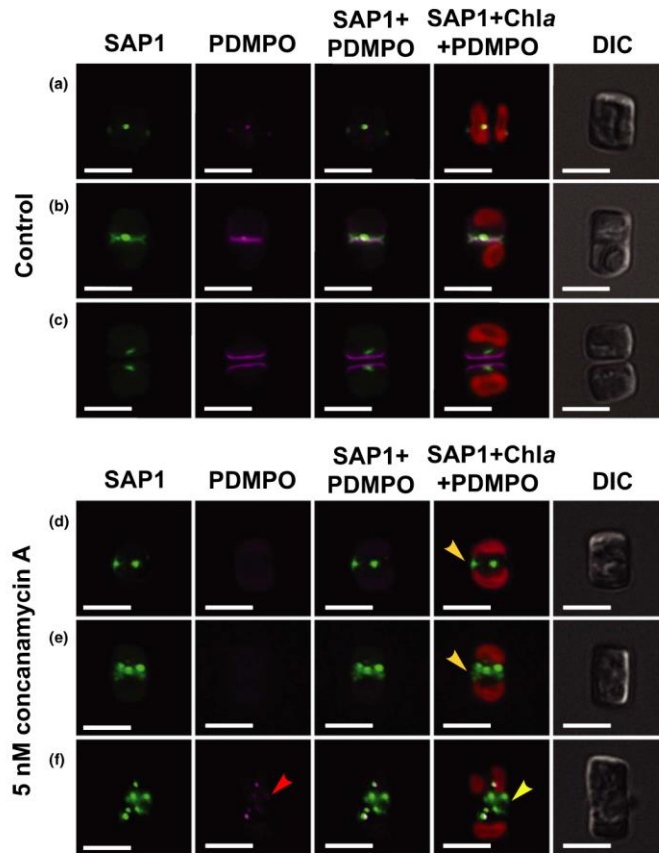 SAP1 PDMPO SAP1+ PDMPO SAP1+Chla +PDMPO DIC
Control
(a)
(b)
(c)
SAP1 PDMPO SAP1+ PDMPO SAP1+Chla +PDMPO DIC
5 nM concanamycin A
(d)
(e)
(f)